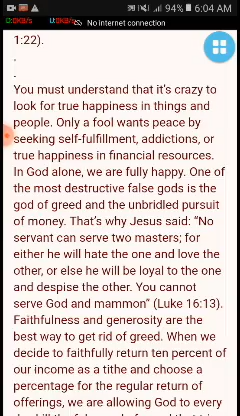 0KB/s 0KB/s 94% 6:04 AM
No internet connection
1:22).
.
.
You must understand that it's crazy to
look for true happiness in things and
people. Only a fool wants peace by
seeking self-fulfillment, addictions, or
true happiness in financial resources.
In God alone, we are fully happy. One of
the most destructive false gods is the
god of greed and the unbridled pursuit
of money. That's why Jesus said: “No
servant can serve two masters; for
either he will hate the one and love the
other, or else he will be loyal to the one
and despise the other. You cannot
serve God and mammon” (Luke 16:13).
Faithfulness and generosity are the
best way to get rid of greed. When we
decide to faithfully return ten percent of
our income as a tithe and choose a
percentage for the regular return of
offerings, we are allowing God to every